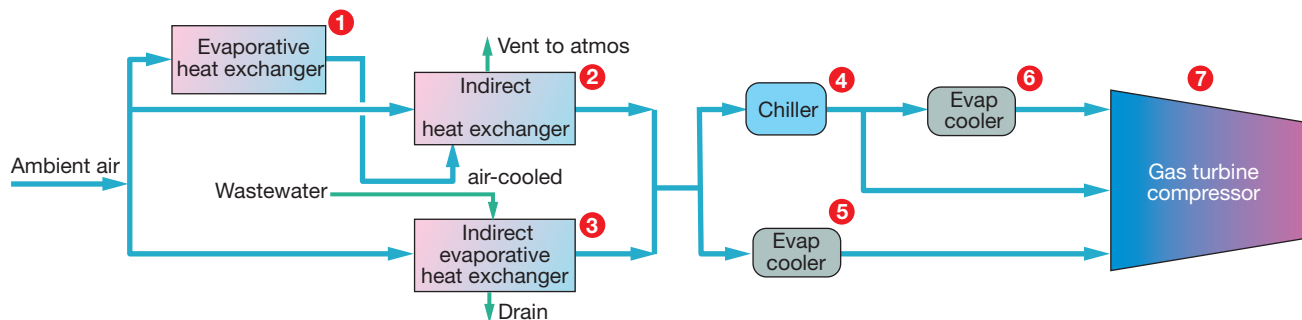 1
Evaporative
heat exchanger
Vent to atmos
2
Indirect
heat exchanger
air-cooled
Ambient air
Wastewater
3
Indirect
evaporative
heat exchanger
Drain
4
Chiller
6
Evap
cooler
5
Evap
cooler
7
Gas turbine
compressor